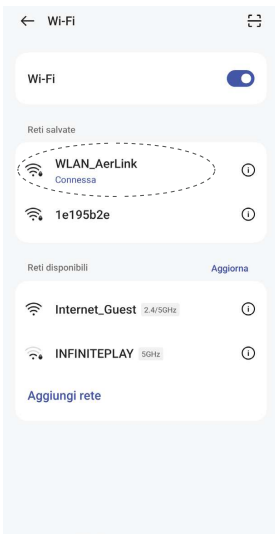 Wi-Fi
Wi-Fi
Reti salvate
WLAN_AerLink
Connessa
1e195b2e
Reti disponibili Aggiorna
Internet_Guest 2.4/5GHz
INFINITEPLAY 5GHz
Aggiungi rete